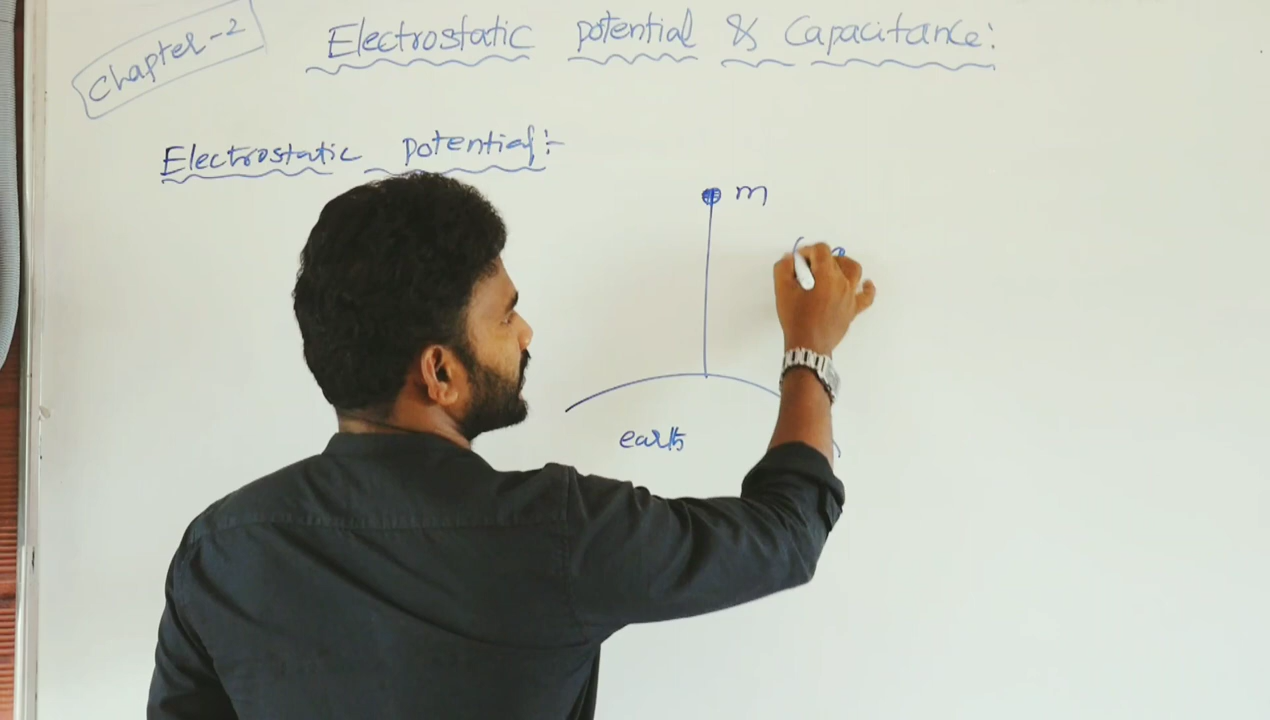 Chapter-2
Electrostatic potential & Capacitance:
Electrostatic potential:-
m
earth